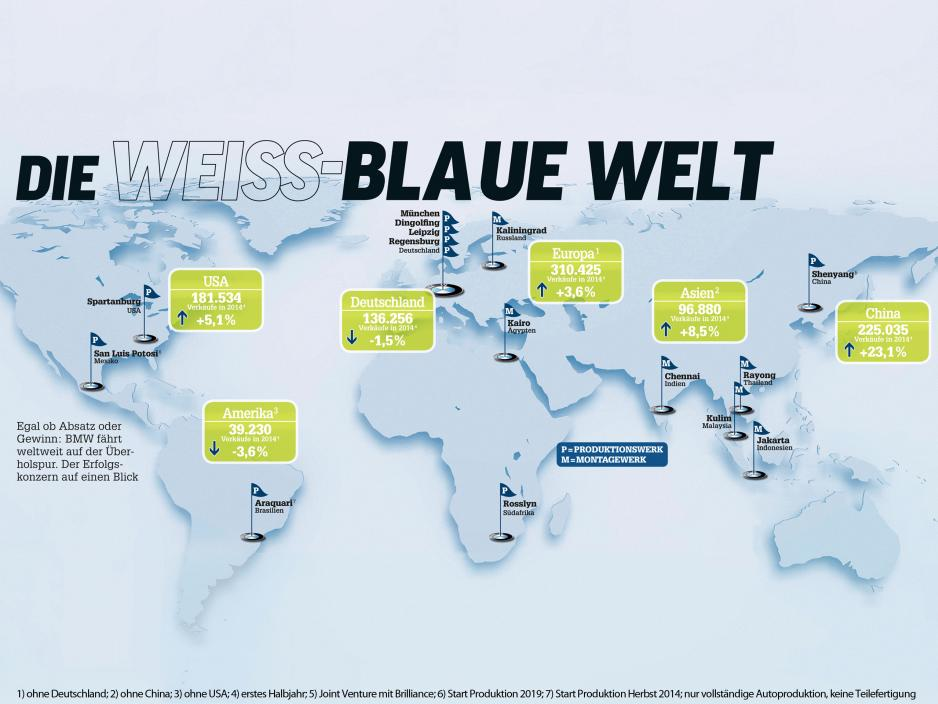 DIE WEISS-BLAUE WELT
München
Dingolfing
Leipzig
Regensburg
Deutschland
P
P
P
P
M
Kaliningrad
Russland
Europa¹
310.425
Verkäufe in 2014⁴
+3,6%
P
Shenyang⁵
China
USA
181.534
Verkäufe in 2014⁴
+5,1%
P
Spartanburg
USA
Deutschland
136.256
Verkäufe in 2014⁴
-1,5%
M
Kairo
Ägypten
Asien²
96.880
Verkäufe in 2014⁴
+8,5%
China
225.035
Verkäufe in 2014⁴
+23,1%
P
San Luis Potosí⁶
Mexiko
M
Chennai
Indien
M
Rayong
Thailand
M
Kulim
Malaysia
M
Jakarta
Indonesien
Amerika³
39.230
Verkäufe in 2014⁴
-3,6%
Egal ob Absatz oder
Gewinn: BMW fährt
weltweit auf der Über-
holspur. Der Erfolgs-
konzern auf einen Blick
P=PRODUKTIONSWERK
M=MONTAGEWERK
P
Araquari⁷
Brasilien
P
Rosslyn
Südafrika
1) ohne Deutschland; 2) ohne China; 3) ohne USA; 4) erstes Halbjahr; 5) Joint Venture mit Brilliance; 6) Start Produktion 2019; 7) Start Produktion Herbst 2014; nur vollständige Autoproduktion, keine Teilefertigung